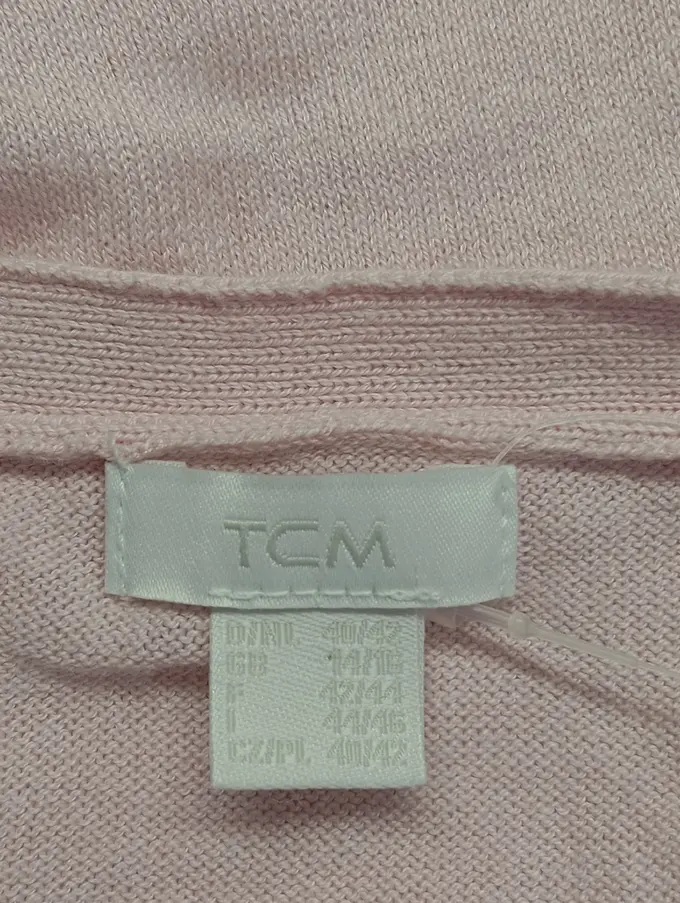 TCM
D/NL 40/42
GB 14/16
F 42/44
I 44/46
CZ/PL 40/42